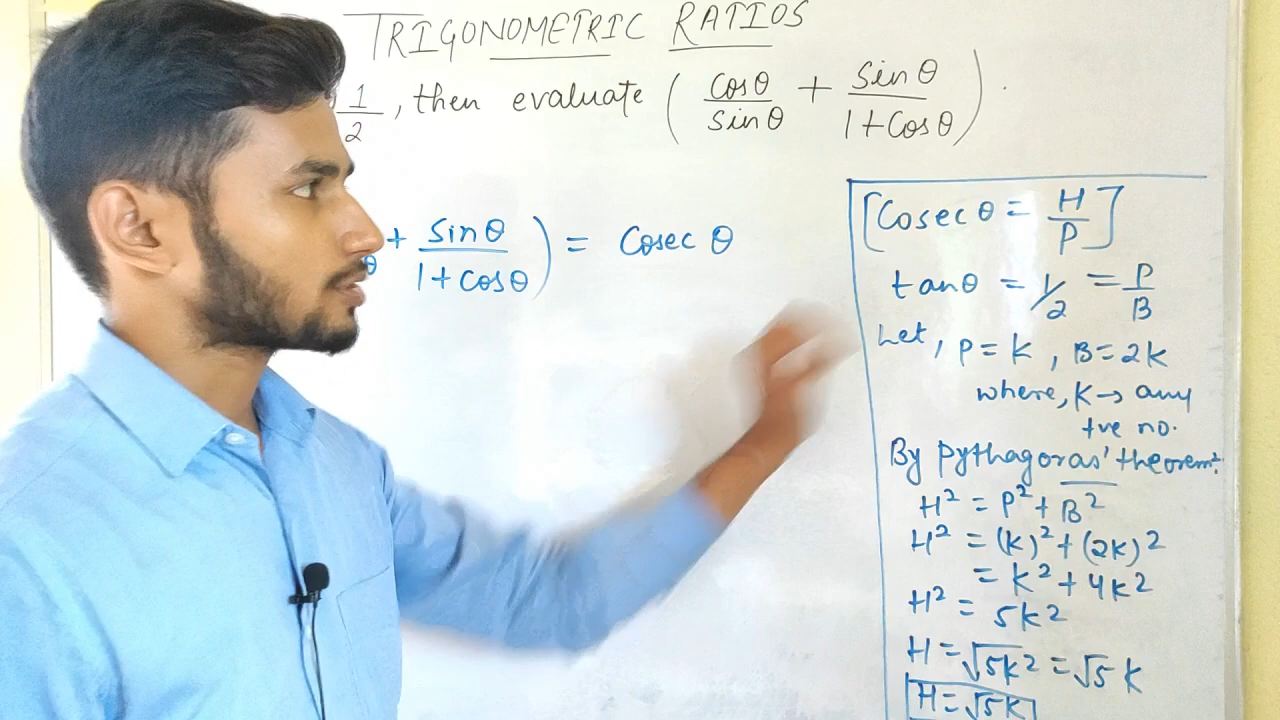 TRIGONOMETRIC RATIOS
1/2, then evaluate (cosθ/sinθ + sinθ/1+cosθ).
θ + sinθ/1+cosθ) = Cosec θ
[Cosec θ = H/P]
tanθ = 1/2 = P/B
Let, P = K, B = 2K
where, K → any
+ve no.
By Pythagoras' theorem:
H² = P² + B²
H² = (K)² + (2K)²
= K² + 4K²
H² = 5K²
H = √5K² = √5 K
H = √5K